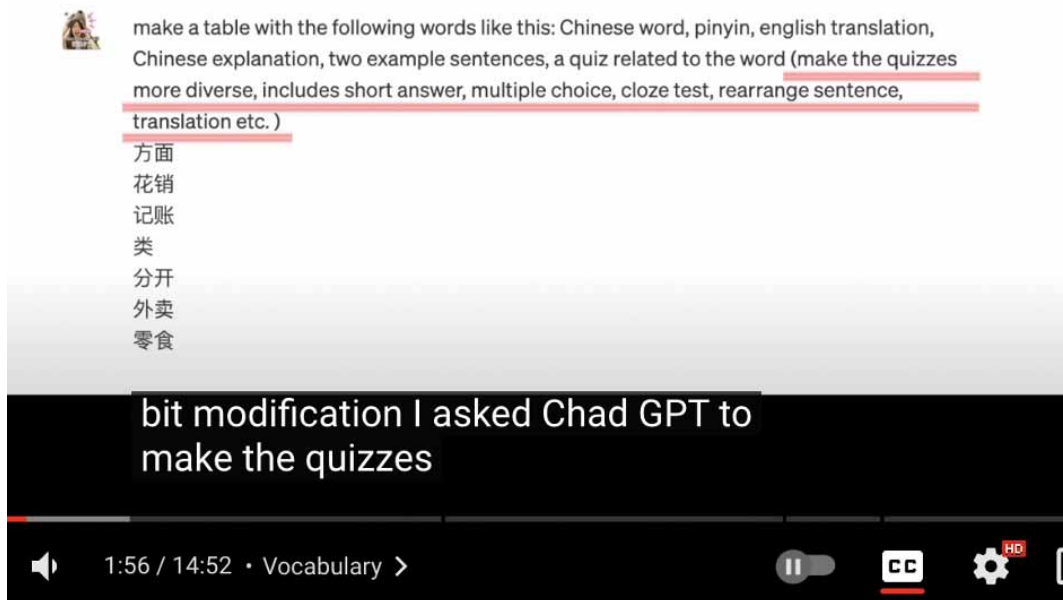 make a table with the following words like this: Chinese word, pinyin, english translation,
Chinese explanation, two example sentences, a quiz related to the word (make the quizzes
more diverse, includes short answer, multiple choice, cloze test, rearrange sentence,
translation etc. )
方面
花销
记账
类
分开
外卖
零食
bit modification I asked Chad GPT to
make the quizzes
1:56 / 14:52 • Vocabulary >
CC
HD